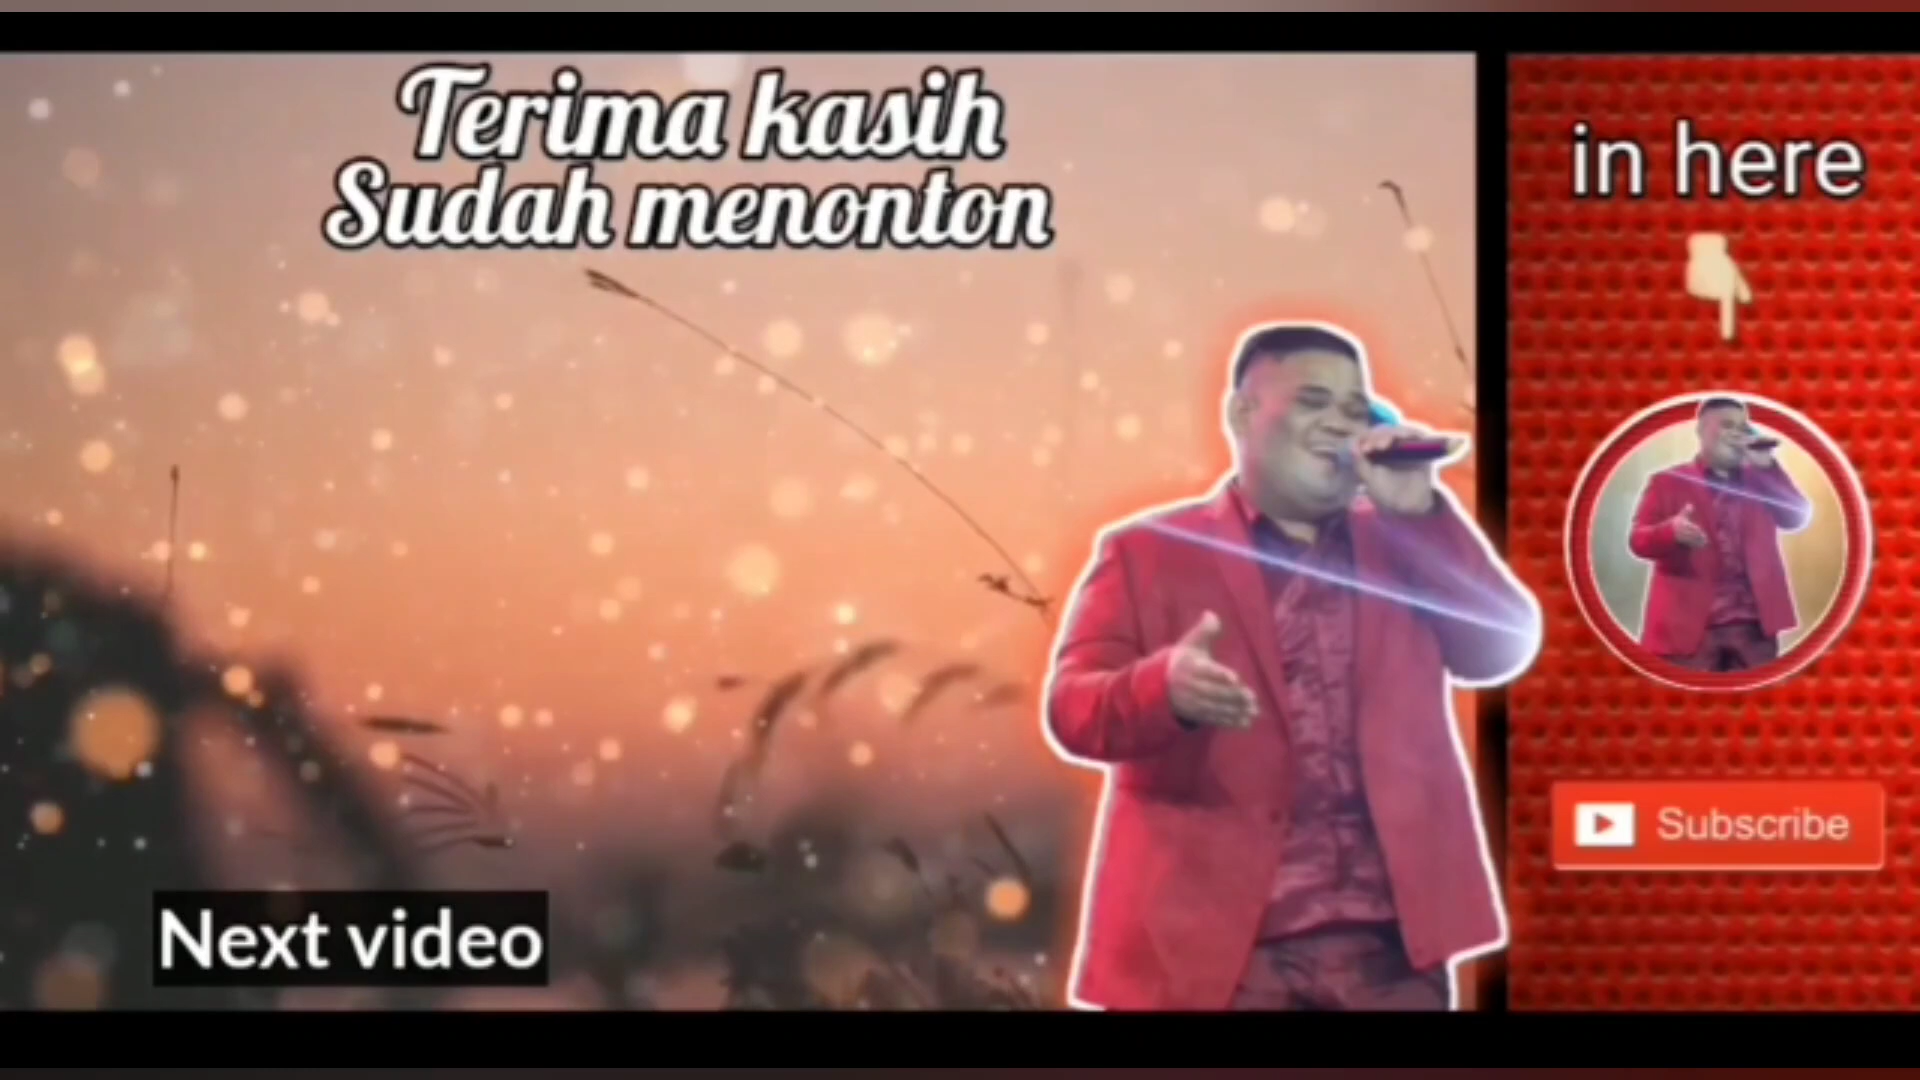 Terima kasih
Sudah menonton
in here
Subscribe
Next video